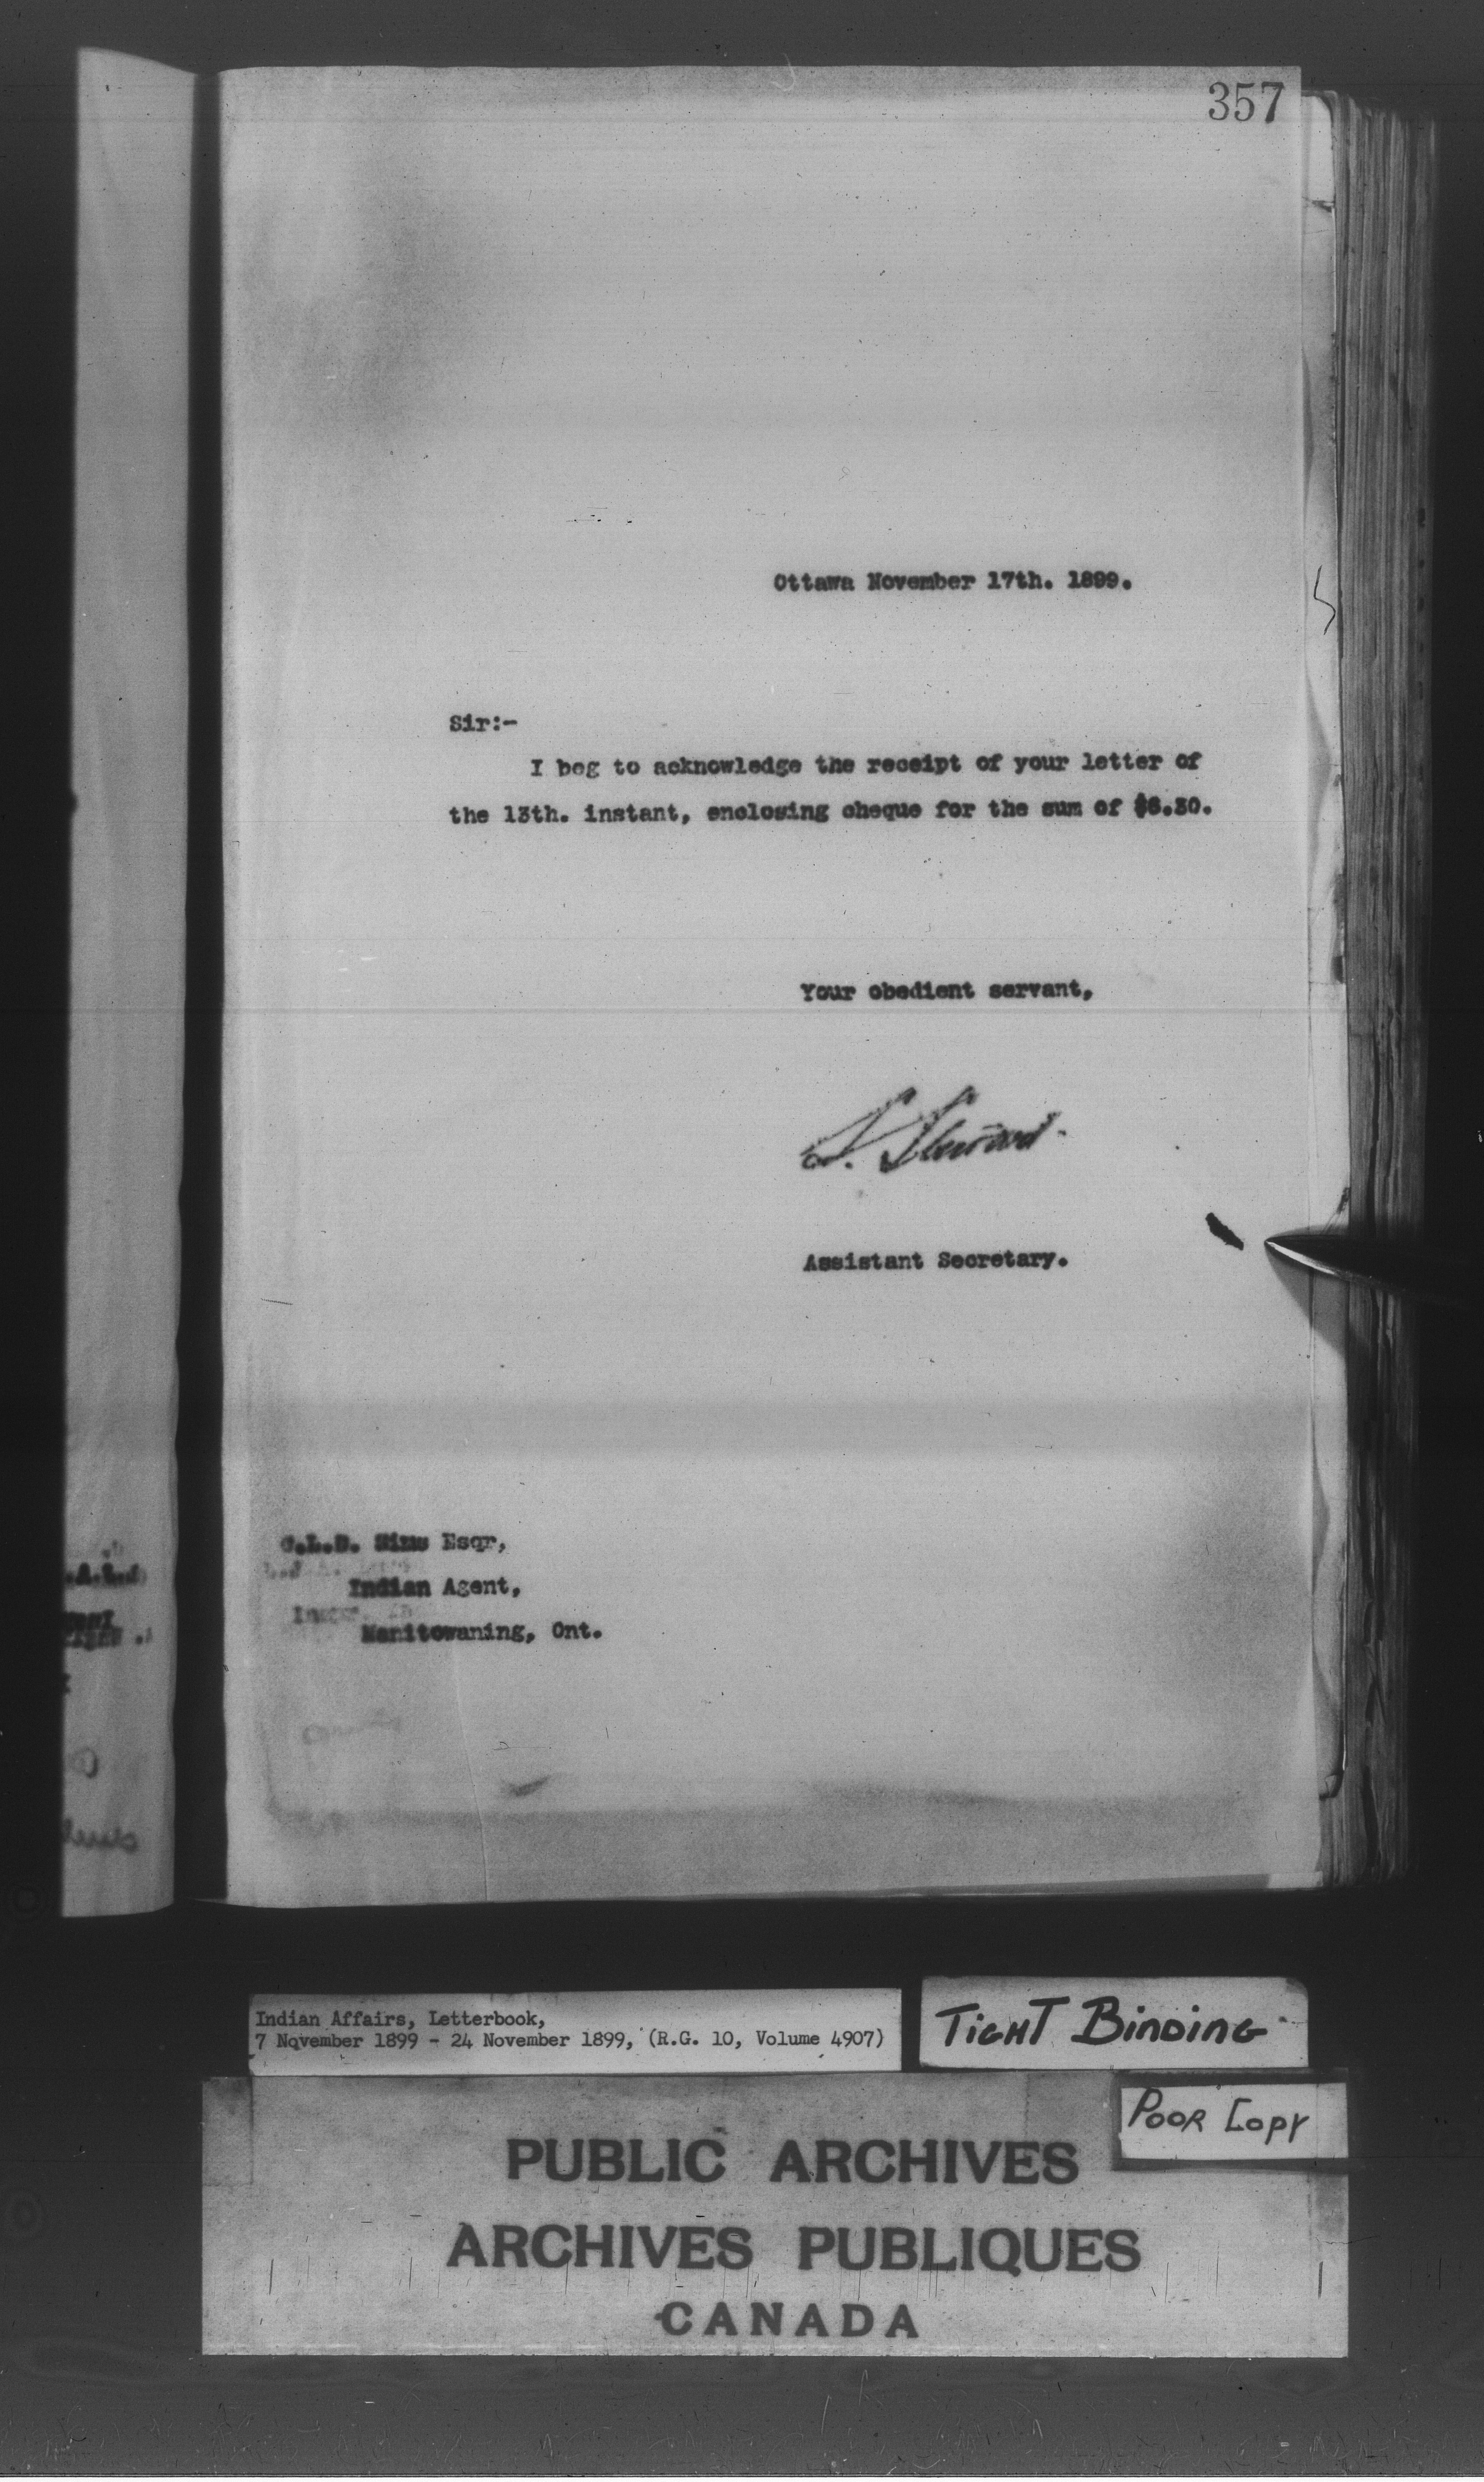 357
Ottawa November 17th. 1899.
Sir:-
I beg to acknowledge the receipt of your letter of
the 13th. instant, enclosing cheque for the sum of
Your obedient servant,
S. Stewart
Assistant Secretary.
Esqr,
Indian Agent,
Manitowaning, Ont.
Indian Affairs, Letterbook,
7 November 1899 - 24 November 1899, (R.G. 10, Volume 4907)
TIGHT BINDING
POOR COPY
PUBLIC ARCHIVES
ARCHIVES PUBLIQUES
CANADA